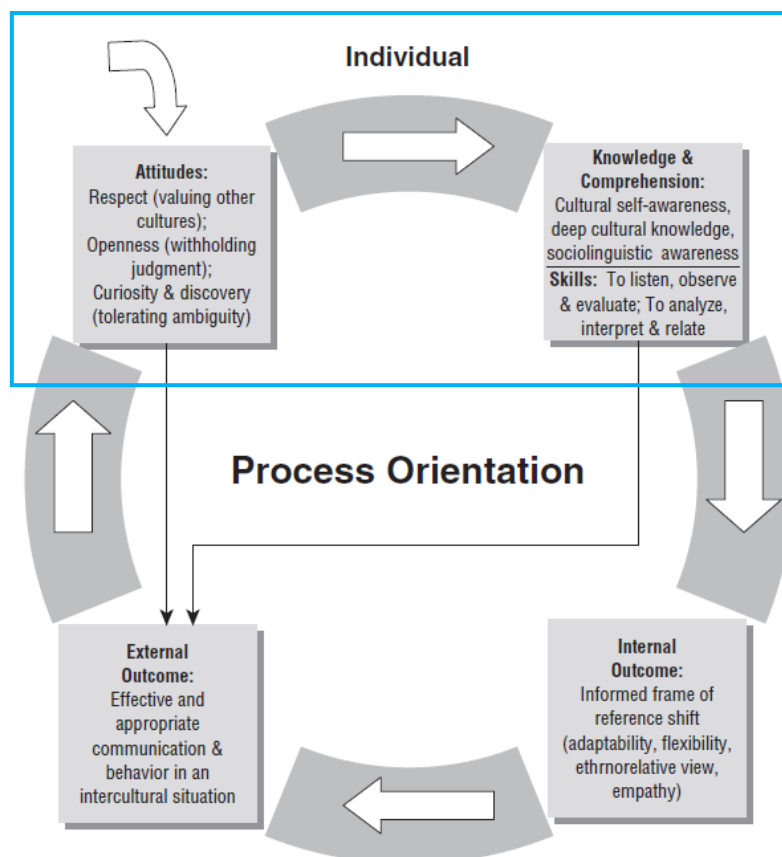 Individual
Attitudes:
Respect (valuing other
cultures);
Openness (withholding
judgment);
Curiosity & discovery
(tolerating ambiguity)
Knowledge &
Comprehension:
Cultural self-awareness,
deep cultural knowledge,
sociolinguistic awareness
Skills: To listen, observe
& evaluate; To analyze,
interpret & relate
Process Orientation
External
Outcome:
Effective and
appropriate
communication &
behavior in an
intercultural situation
Internal
Outcome:
Informed frame of
reference shift
(adaptability, flexibility,
ethrnorelative view,
empathy)